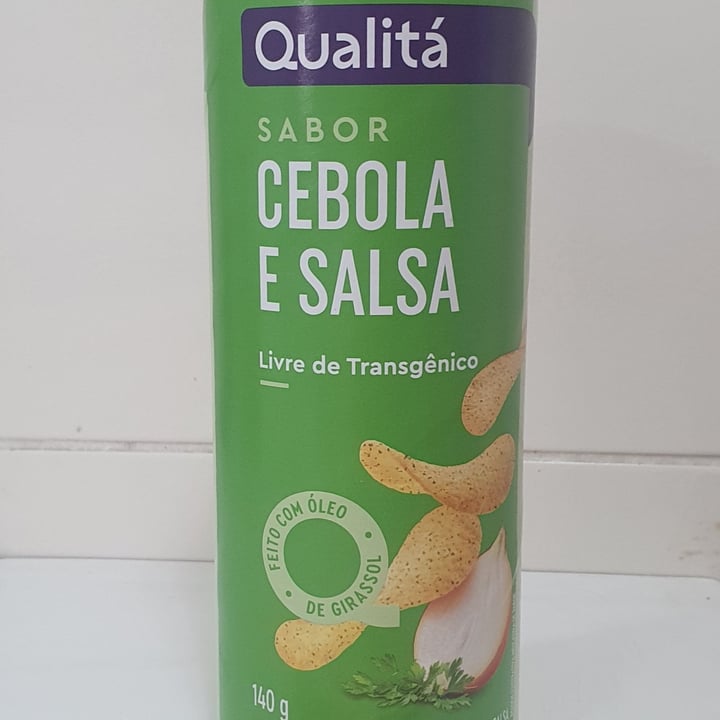 Qualitá
SABOR
CEBOLA
E SALSA
Livre de Transgênico
FEITO COM ÓLEO
DE GIRASSOL
140 g